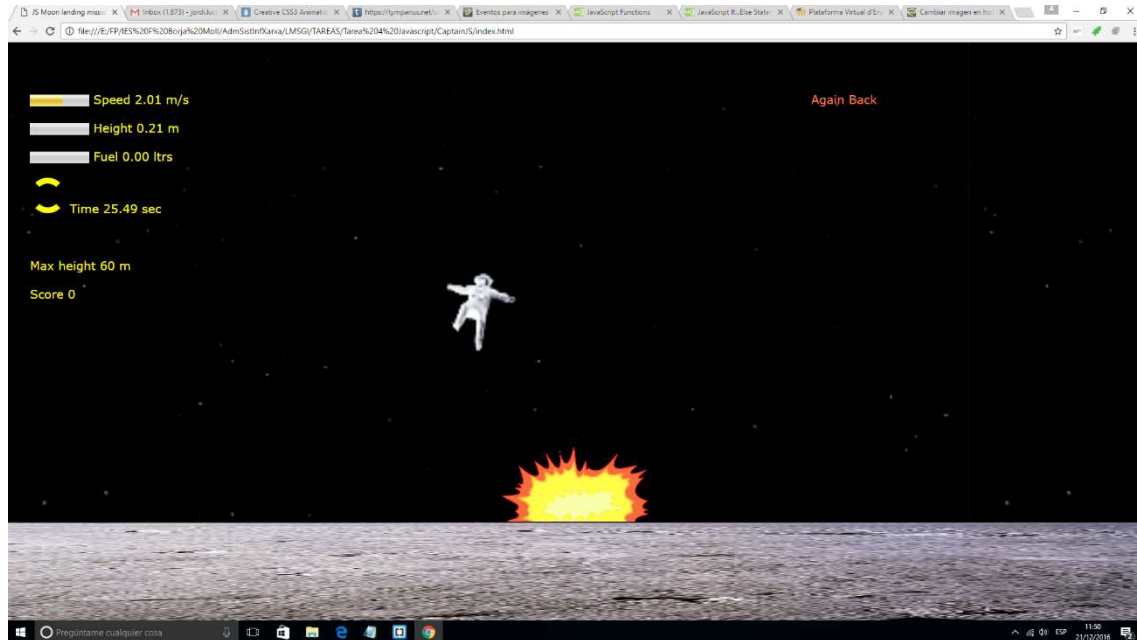 JS Moon landing missi
Inbox (1.873) - jordi.lu
Creative CSS3 Animati
https://tympanus.net/
Eventos para imágenes
JavaScript Functions
JavaScript If...Else State
Plataforma Virtual d'En
Cambiar imagen en ho
file:///E:/FP/IES%20F%20Borja%20Moll/AdmSistInfXarxa/LMSGI/TAREAS/Tarea%204%20Javascript/CaptainJS/index.html
Speed 2.01 m/s
Again Back
Height 0.21 m
Fuel 0.00 ltrs
Time 25.49 sec
Max height 60 m
Score 0
Pregúntame cualquier cosa
ESP
11:50
21/12/2016